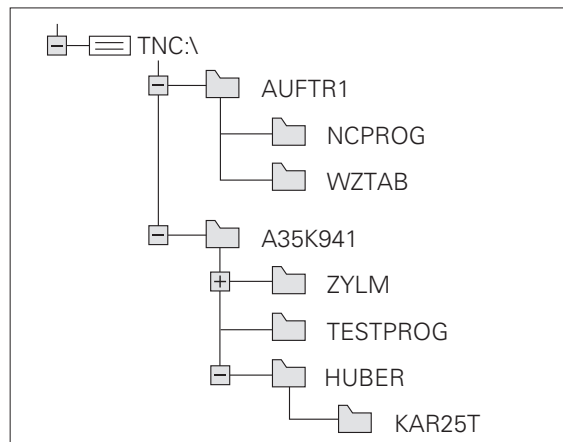 TNC:\
AUFTR1
NCPROG
WZTAB
A35K941
ZYLM
TESTPROG
HUBER
KAR25T